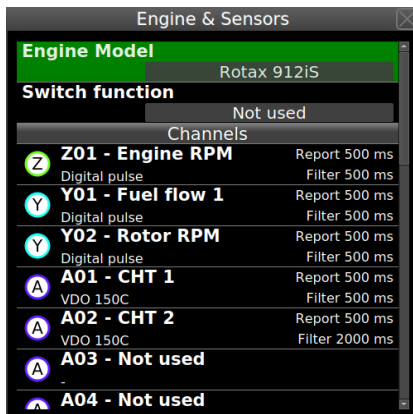 Engine & Sensors
Engine Model
Rotax 912iS
Switch function
Not used
Channels
Z Z01 - Engine RPM Report 500 ms
Digital pulse Filter 500 ms
Y Y01 - Fuel flow 1 Report 500 ms
Digital pulse Filter 500 ms
Y Y02 - Rotor RPM Report 500 ms
Digital pulse Filter 500 ms
A A01 - CHT 1 Report 500 ms
VDO 150C Filter 500 ms
A A02 - CHT 2 Report 500 ms
VDO 150C Filter 2000 ms
A A03 - Not used
-
A A04 - Not used